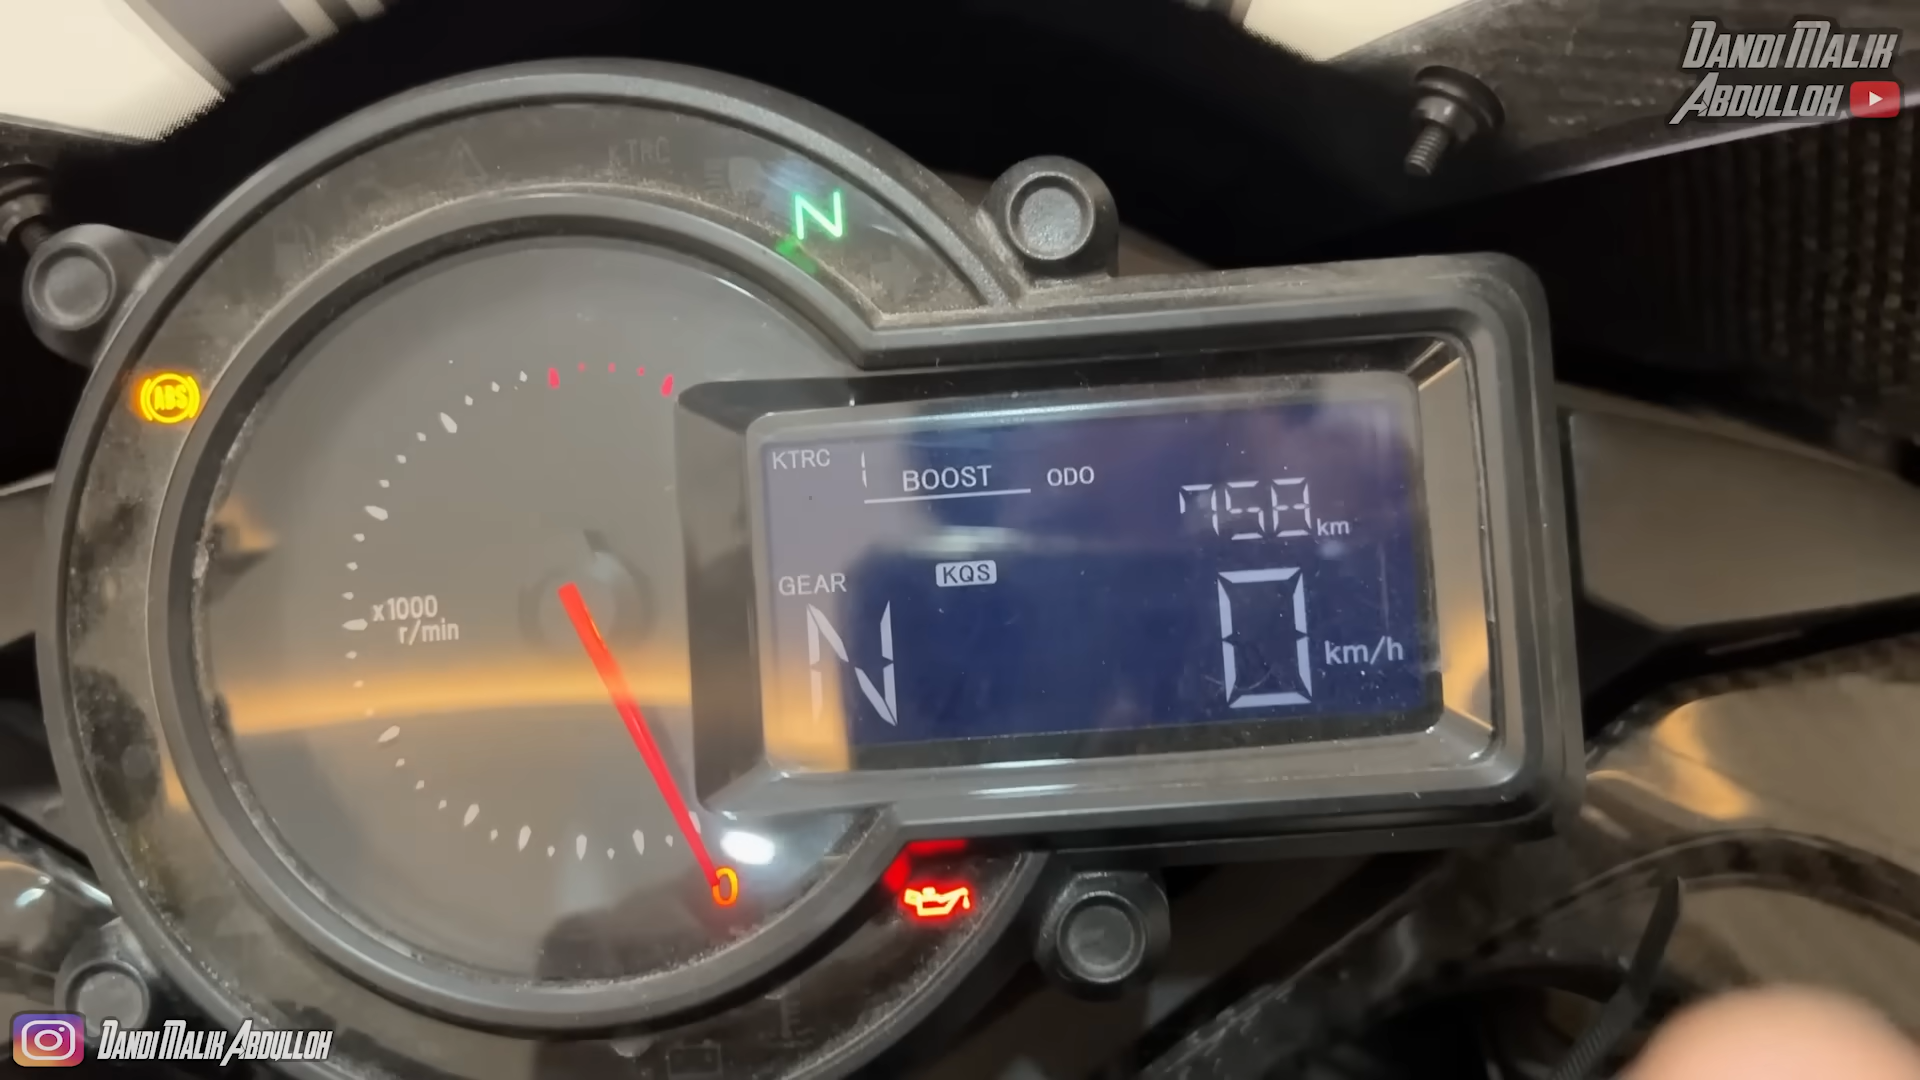 DANDI MALIK
ABDULLOH
KTRC
N
ABS
KTRC 1 BOOST ODO
758 km
GEAR KQS
N 0 km/h
x1000
r/min
0
DANDI MALIK ABDULLOH